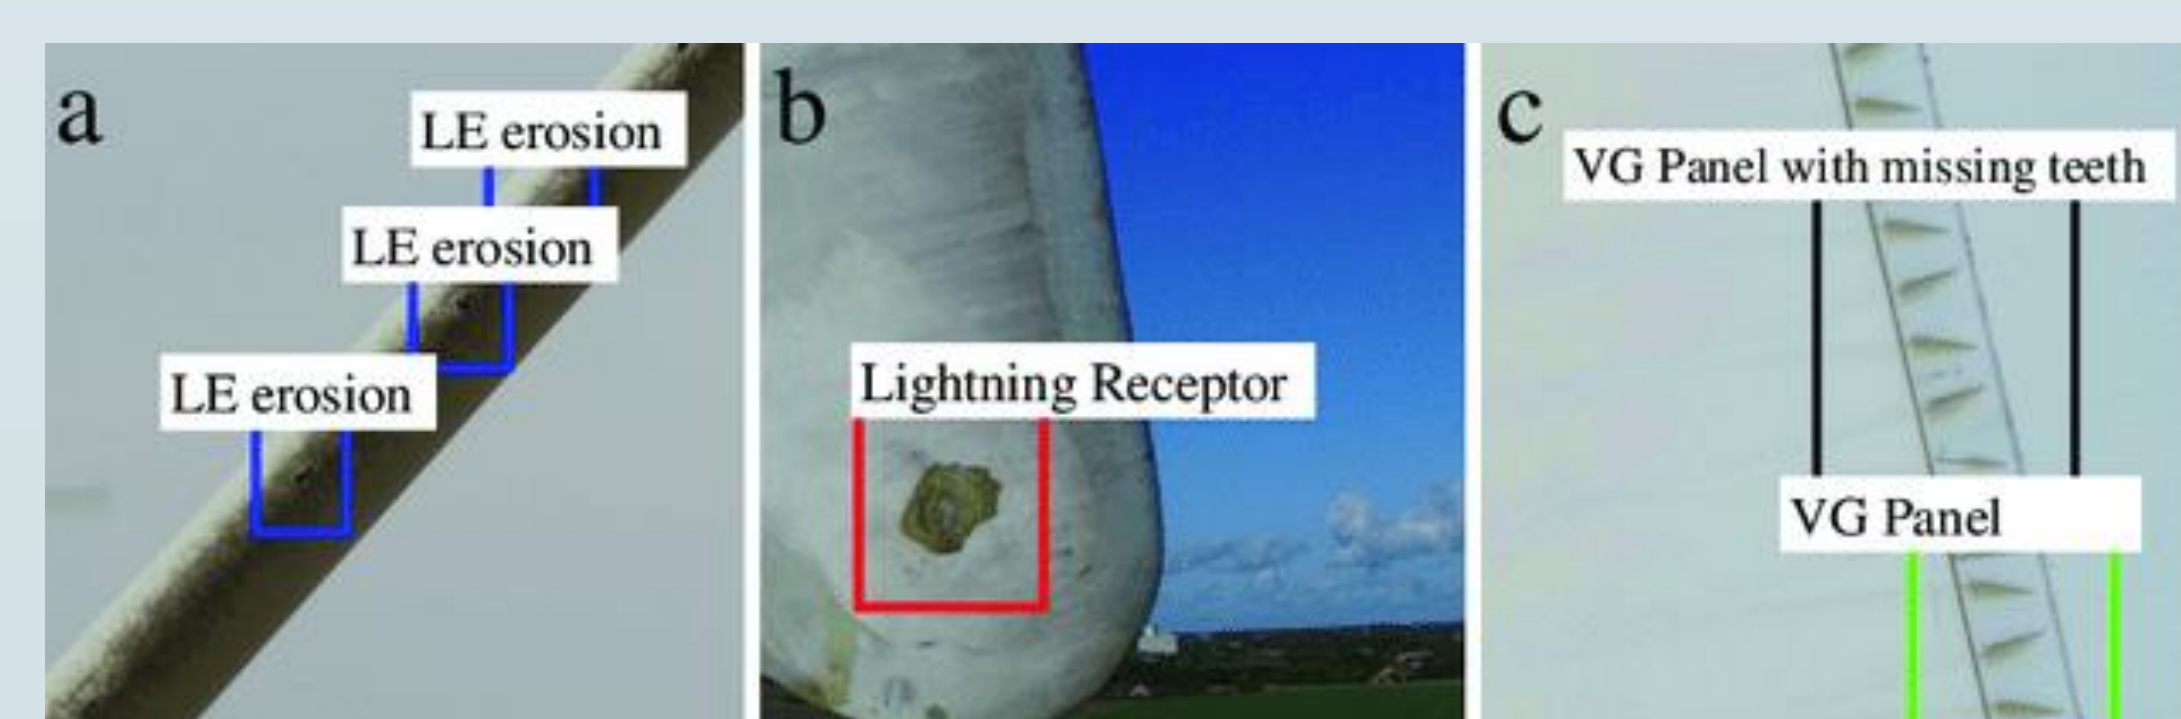 a
LE erosion
LE erosion
LE erosion
b
Lightning Receptor
c
VG Panel with missing teeth
VG Panel